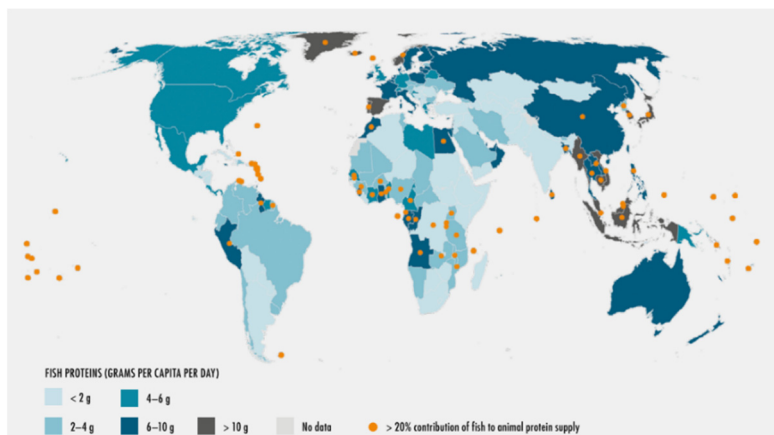 FISH PROTEINS (GRAMS PER CAPITA PER DAY)
< 2 g 4–6 g
2–4 g 6–10 g > 10 g No data > 20% contribution of fish to animal protein supply